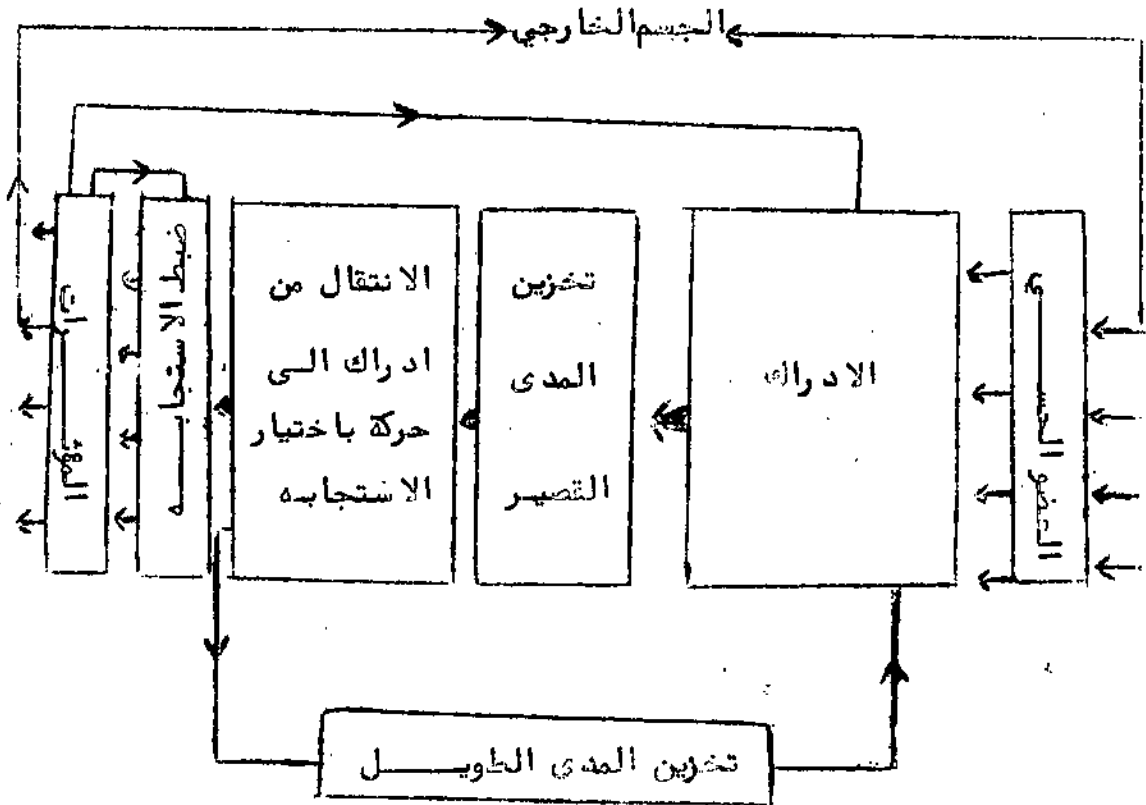 الجسم الخارجي
العضو الحسي
الادراك
تخزين
المدى
القصير
الانتقال من
ادراك الى
حركة باختيار
الاستجابه
ضبط الاستجابه
المؤثرات
تخزين المدى الطويل